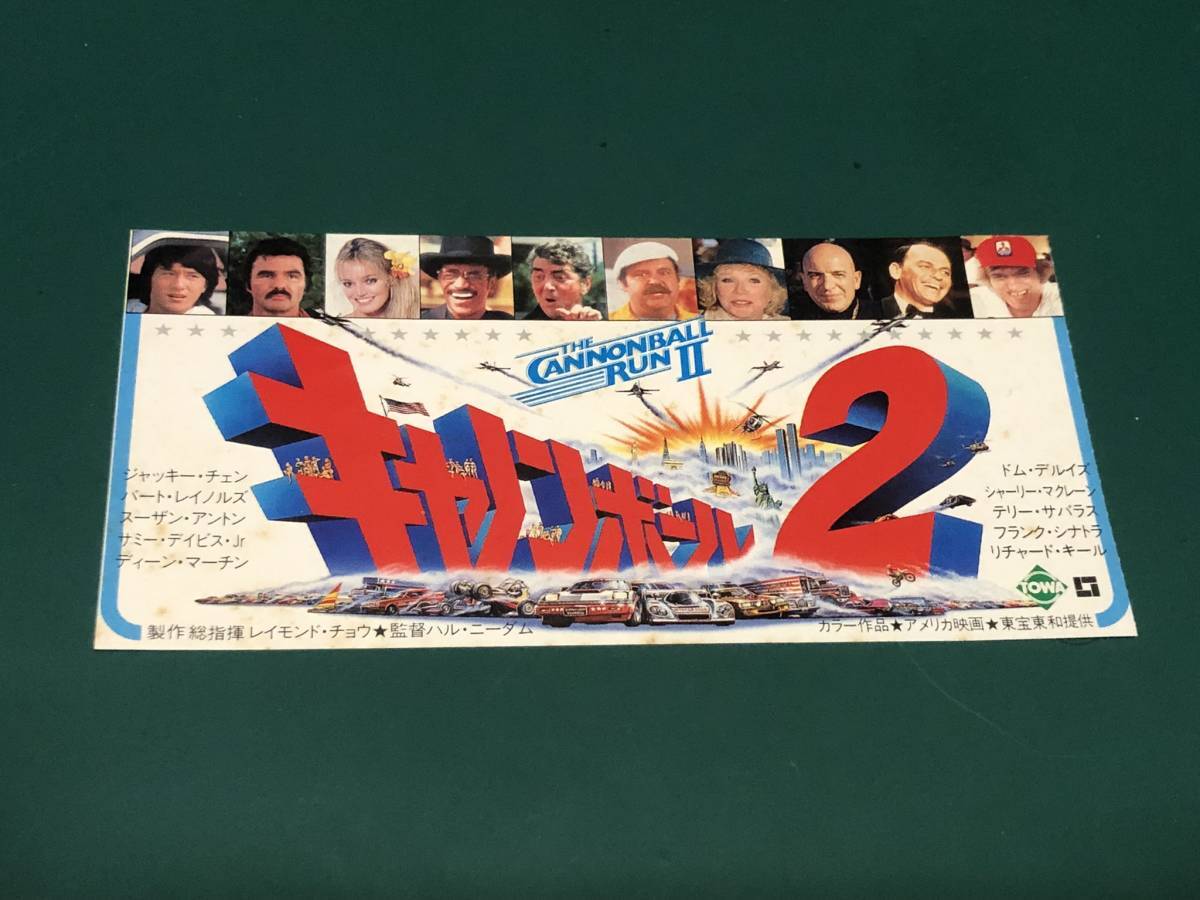 THE
CANNONBALL
RUN II
キャノンボール2
ジャッキー・チェン
バート・レイノルズ
スーザン・アントン
サミー・デイビス・Jr
ディーン・マーチン
ドム・デルイズ
シャーリー・マクレーン
テリー・サバラス
フランク・シナトラ
リチャード・キール
TOWA
製作総指揮 レイモンド・チョウ★監督ハル・ニーダム
カラー作品★アメリカ映画★東宝東和提供